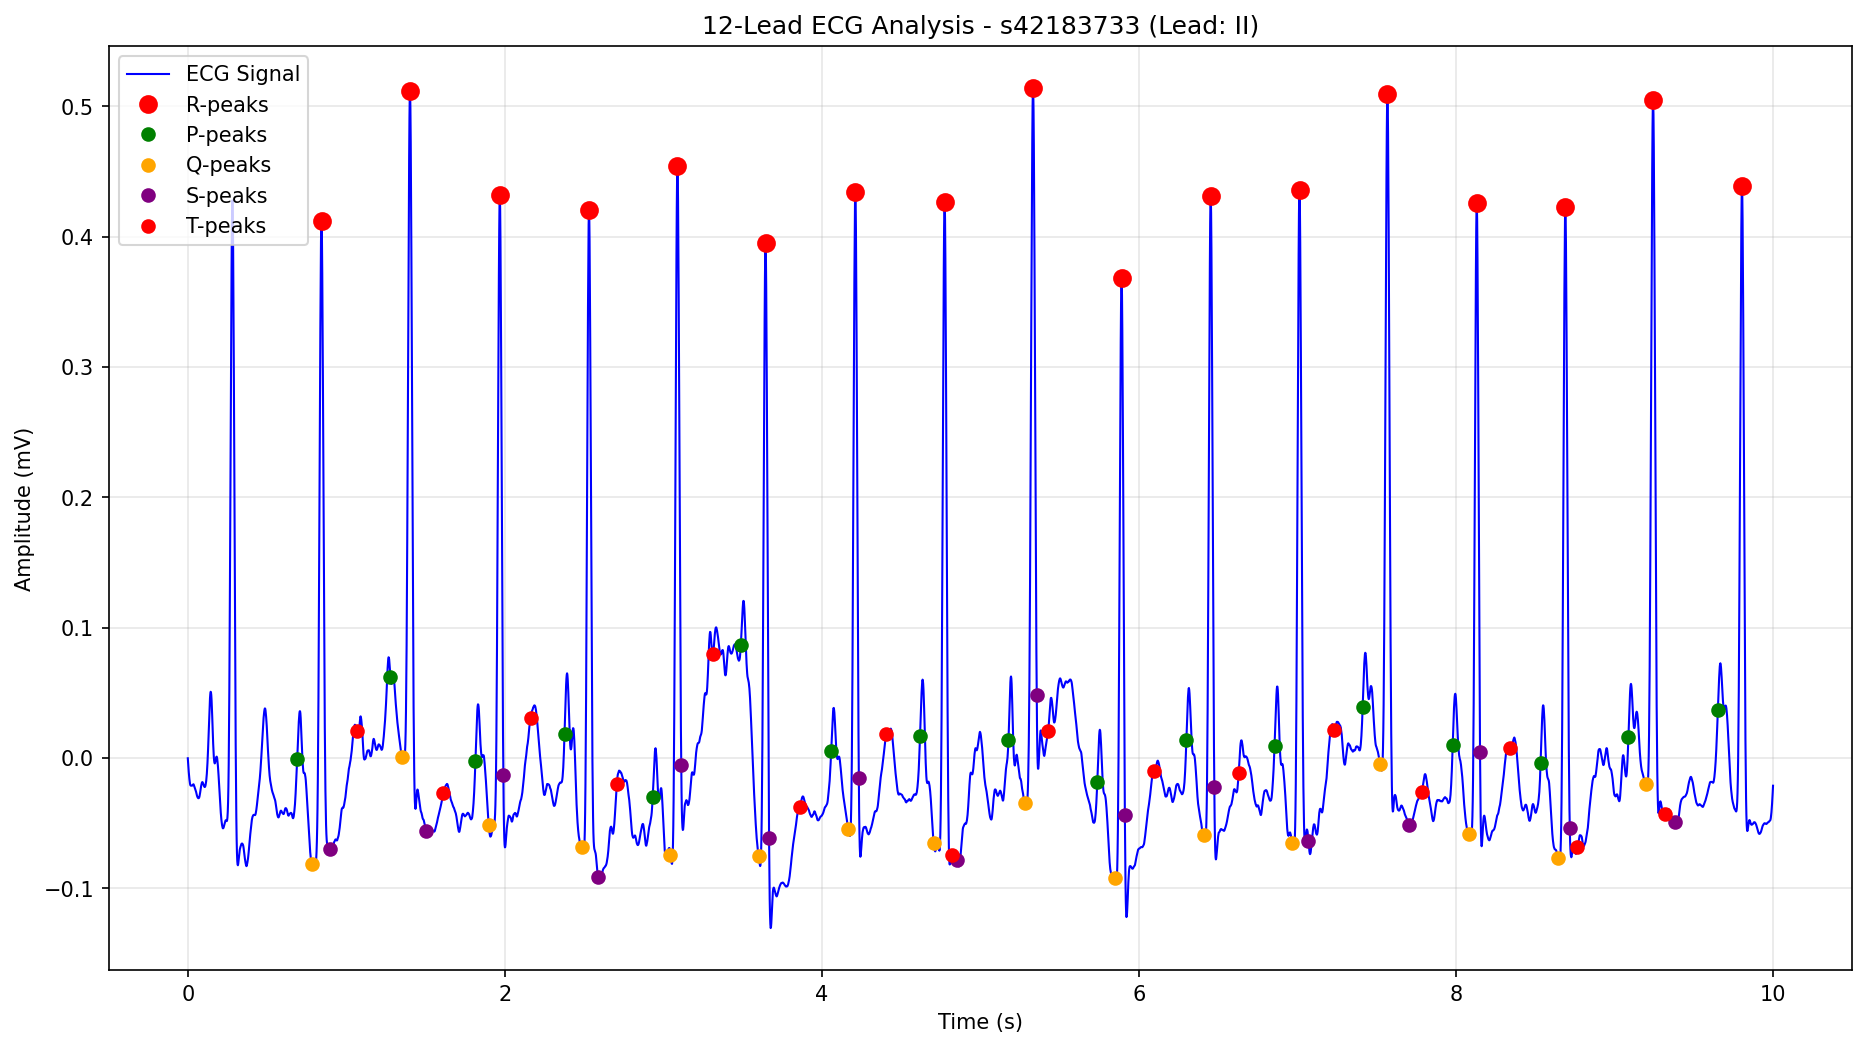 12-Lead ECG Analysis - s42183733 (Lead: II)
ECG Signal
R-peaks
P-peaks
Q-peaks
S-peaks
T-peaks
Amplitude (mV)
0.5
0.4
0.3
0.2
0.1
0.0
−0.1
0 2 4 6 8 10
Time (s)